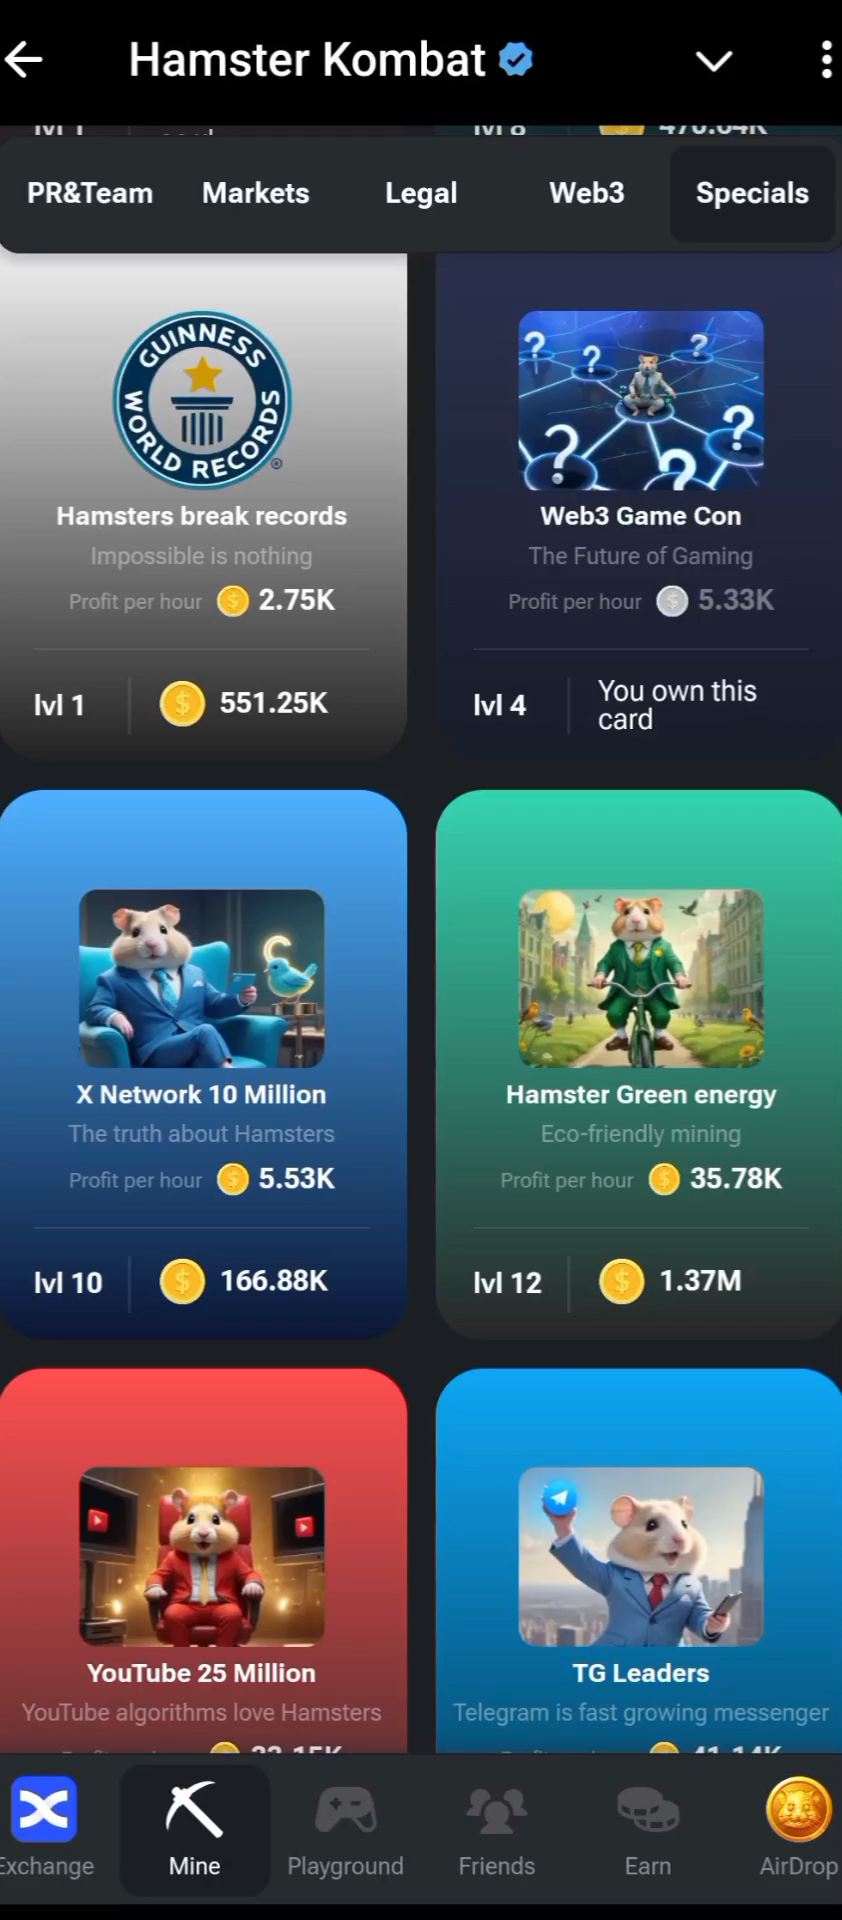 Hamster Kombat
lvl 1
lvl 8
PR&Team Markets Legal Web3 Specials
GUINNESS WORLD RECORDS ®
Hamsters break records
Impossible is nothing
Profit per hour $ 2.75K
lvl 1 $ 551.25K
? ? ? ? ? ?
Web3 Game Con
The Future of Gaming
Profit per hour $ 5.33K
lvl 4 You own this
card
X Network 10 Million
The truth about Hamsters
Profit per hour $ 5.53K
lvl 10 $ 166.88K
Hamster Green energy
Eco-friendly mining
Profit per hour $ 35.78K
lvl 12 $ 1.37M
YouTube 25 Million
YouTube algorithms love Hamsters
TG Leaders
Telegram is fast growing messenger
Exchange Mine Playground Friends Earn AirDrop